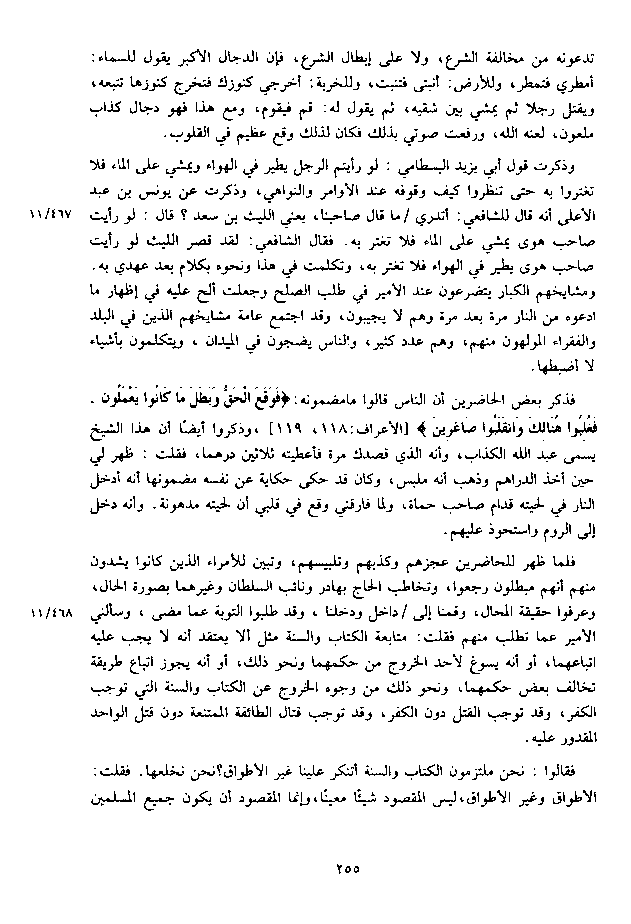 تدعونه من مخالفة الشرع، ولا على إبطال الشرع، فإن الدجال الأكبر يقول للسماء:
أمطري فتمطر، وللأرض: أنبتي فتنبت، وللخربة: أخرجي كنوزك فتخرج كنوزها تتبعه،
ويقتل رجلا ثم يمشي بين شقيه، ثم يقول له: قم فيقوم، ومع هذا فهو دجال كذاب
ملعون، لعنه الله، ورفعت صوتي بذلك فكان لذلك وقع عظيم في القلوب.
وذكرت قول أبي يزيد البسطامي : لو رأيتم الرجل يطير في الهواء ويمشي على الماء فلا
تغتروا به حتى تنظروا كيف وقوفه عند الأوامر والنواهي، وذكرت عن يونس بن عبد
١١/٤٦٧ الأعلى أنه قال للشافعي: أتدري /ما قال صاحبنا، يعني الليث بن سعد ؟ قال : لو رأيت
صاحب هوى يمشي على الماء فلا تغتر به. فقال الشافعي: لقد قصر الليث لو رأيت
صاحب هوى يطير في الهواء فلا تغتر به، وتكلمت في هذا ونحوه بكلام بعد عهدي به.
ومشايخهم الكبار يتضرعون عند الأمير في طلب الصلح وجعلت ألح عليه في إظهار ما
ادعوه من النار مرة بعد مرة وهم لا يجيبون، وقد اجتمع عامة مشايخهم الذين في البلد
والفقراء المولهون منهم، وهم عدد كثير، والناس يضجون في الميدان ، ويتكلمون بأشياء
لا أضبطها.
فذكر بعض الحاضرين أن الناس قالوا مامضمونه: ﴿فَوَقَعَ الْحَقُّ وَبَطَلَ مَا كَانُوا يَعْمَلُونَ .
فَغُلِبُوا هُنَالِكَ وَانقَلَبُوا صَاغِرِينَ ﴾ [الأعراف:١١٨، ١١٩] ،وذكروا أيضًا أن هذا الشيخ
يسمى عبد الله الكذاب، وأنه الذي قصدك مرة فأعطيته ثلاثين درهما، فقلت : ظهر لي
حين أخذ الدراهم وذهب أنه ملبس، وكان قد حكى حكاية عن نفسه مضمونها أنه أدخل
النار في لحيته قدام صاحب حماة، ولما فارقني وقع في قلبي أن لحيته مدهونة. وأنه دخل
إلى الروم واستحوذ عليهم.
فلما ظهر للحاضرين عجزهم وكذبهم وتلبيسهم، وتبين للأمراء الذين كانوا يشدون
منهم أنهم مبطلون رجعوا، وتخاطب الحاج بهادر ونائب السلطان وغيرهما بصورة الحال،
١١/٤٦٨ وعرفوا حقيقة المحال، وقمنا إلى /داخل ودخلنا ، وقد طلبوا التوبة عما مضى ، وسألني
الأمير عما تطلب منهم فقلت: متابعة الكتاب والسنة مثل ألا يعتقد أنه لا يجب عليه
اتباعهما، أو أنه يسوغ لأحد الخروج من حكمهما ونحو ذلك، أو أنه يجوز اتباع طريقة
تخالف بعض حكمهما، ونحو ذلك من وجوه الخروج عن الكتاب والسنة التي توجب
الكفر، وقد توجب القتل دون الكفر، وقد توجب قتال الطائفة الممتنعة دون قتل الواحد
المقدور عليه.
فقالوا : نحن ملتزمون الكتاب والسنة أتنكر علينا غير الأطواق؟نحن نخلعها. فقلت:
الأطواق وغير الأطواق،ليس المقصود شيئًا معينًا،وإنما المقصود أن يكون جميع المسلمين
٢٥٥